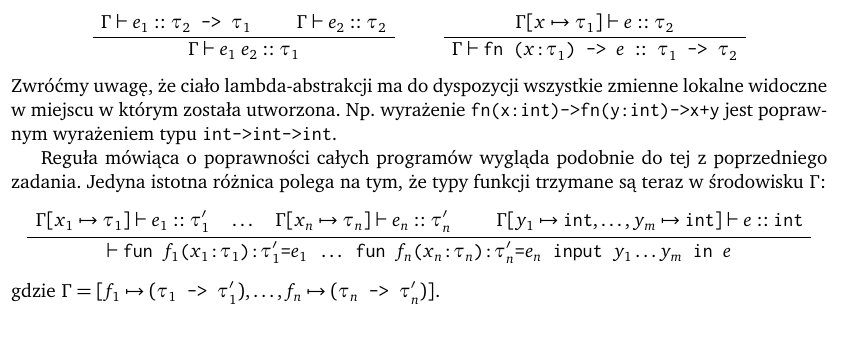 Γ ⊢ e₁ :: τ₂ -> τ₁    Γ ⊢ e₂ :: τ₂    Γ[x ↦ τ₁] ⊢ e :: τ₂
Γ ⊢ e₁ e₂ :: τ₁    Γ ⊢ fn (x:τ₁) -> e :: τ₁ -> τ₂
Zwróćmy uwagę, że ciało lambda-abstrakcji ma do dyspozycji wszystkie zmienne lokalne widoczne
w miejscu w którym została utworzona. Np. wyrażenie fn(x:int)->fn(y:int)->x+y jest popraw-
nym wyrażeniem typu int->int->int.
Reguła mówiąca o poprawności całych programów wygląda podobnie do tej z poprzedniego
zadania. Jedyna istotna różnica polega na tym, że typy funkcji trzymane są teraz w środowisku Γ:
Γ[x₁ ↦ τ₁] ⊢ e₁ :: τ′₁ ... Γ[xₙ ↦ τₙ] ⊢ eₙ :: τ′ₙ    Γ[y₁ ↦ int,...,yₘ ↦ int] ⊢ e :: int
⊢ fun f₁(x₁:τ₁):τ′₁=e₁ ... fun fₙ(xₙ:τₙ):τ′ₙ=eₙ input y₁...yₘ in e
gdzie Γ = [f₁ ↦ (τ₁ -> τ′₁),...,fₙ ↦ (τₙ -> τ′ₙ)].